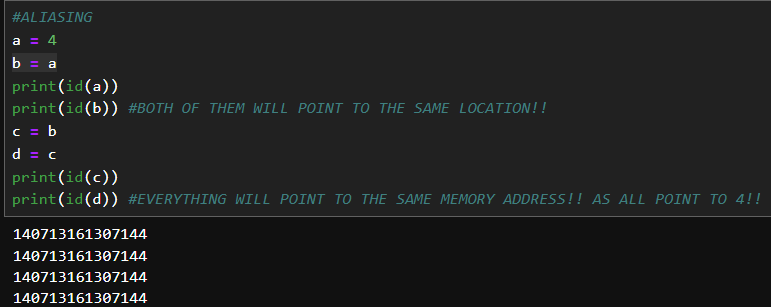 #ALIASING
a = 4
b = a
print(id(a))
print(id(b)) #BOTH OF THEM WILL POINT TO THE SAME LOCATION!!
c = b
d = c
print(id(c))
print(id(d)) #EVERYTHING WILL POINT TO THE SAME MEMORY ADDRESS!! AS ALL POINT TO 4!!
140713161307144
140713161307144
140713161307144
140713161307144